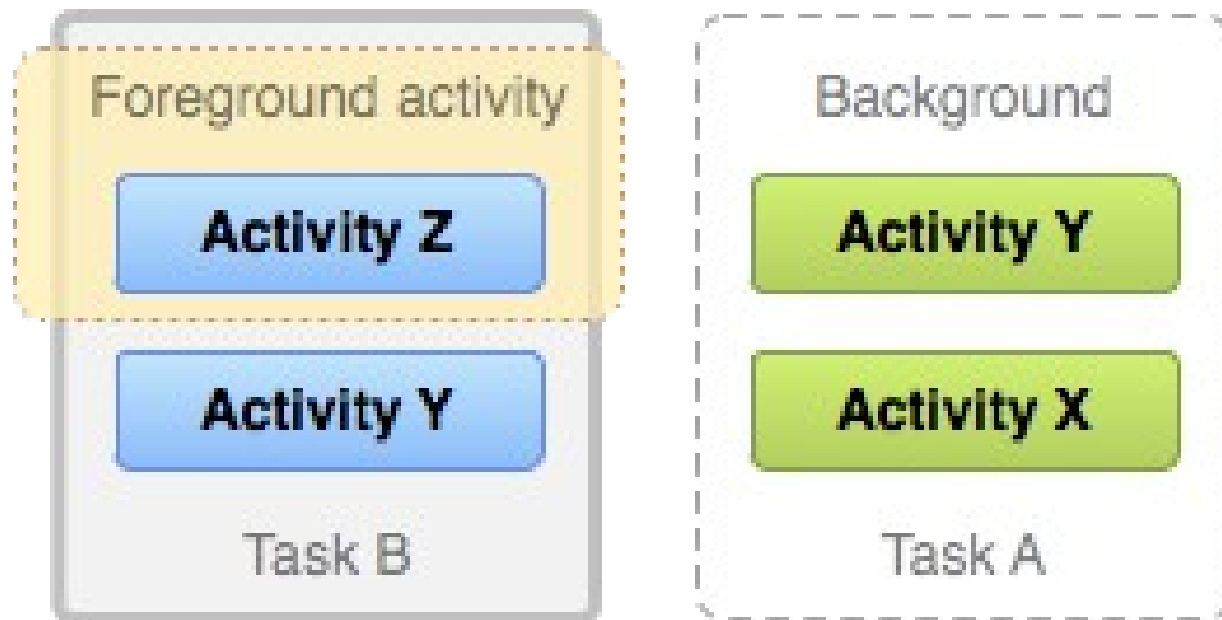 Foreground activity
Activity Z
Activity Y
Task B
Background
Activity Y
Activity X
Task A